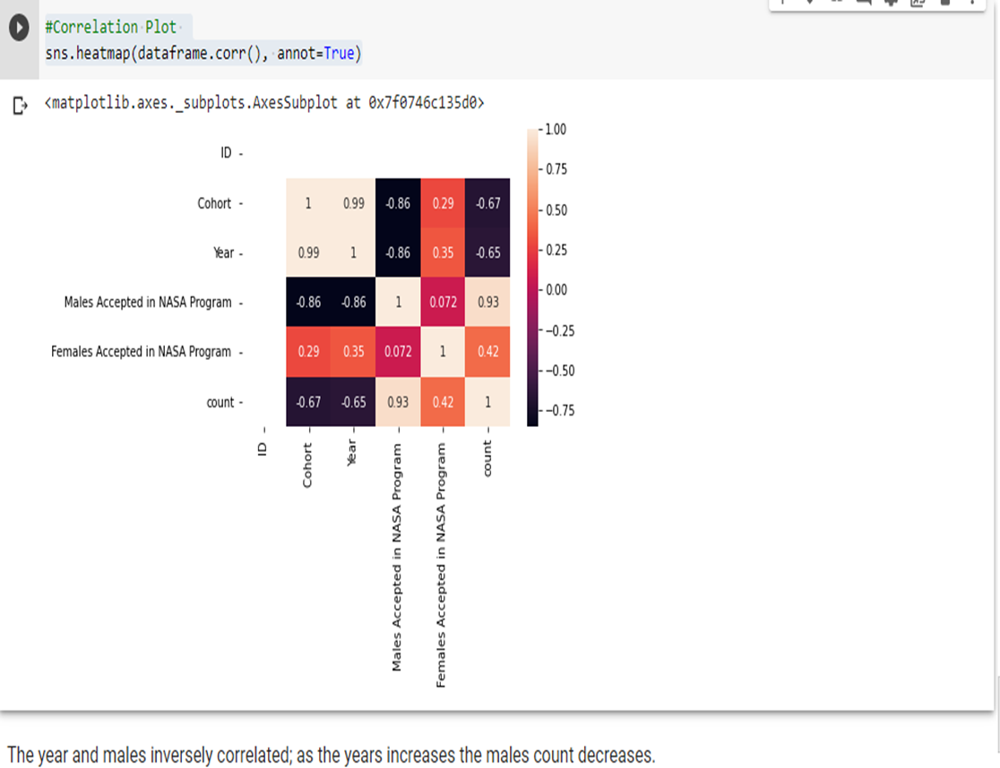 #Correlation Plot
sns.heatmap(dataframe.corr(), annot=True)
<matplotlib.axes._subplots.AxesSubplot at 0x7f0746c135d0>
1.00
ID
0.75
Cohort 1 0.99 -0.86 0.29 -0.67
0.50
Year 0.99 1 -0.86 0.35 -0.65
0.25
0.00
Males Accepted in NASA Program -0.86 -0.86 1 0.072 0.93
−0.25
Females Accepted in NASA Program 0.29 0.35 0.072 1 0.42
−0.50
count -0.67 -0.65 0.93 0.42 1
−0.75
ID
Cohort
Year
Males Accepted in NASA Program
Females Accepted in NASA Program
count
The year and males inversely correlated; as the years increases the males count decreases.